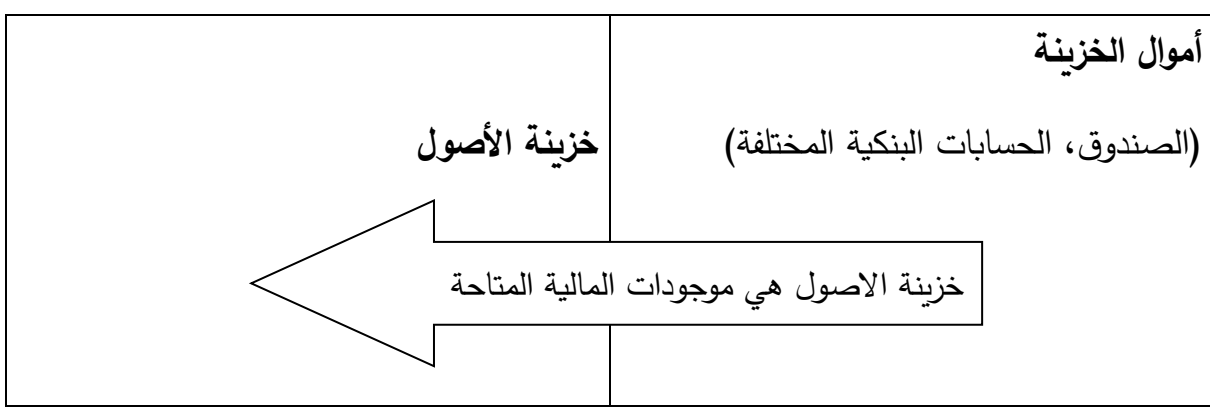 أموال الخزينة
(الصندوق، الحسابات البنكية المختلفة)
خزينة الأصول
خزينة الاصول هي موجودات المالية المتاحة